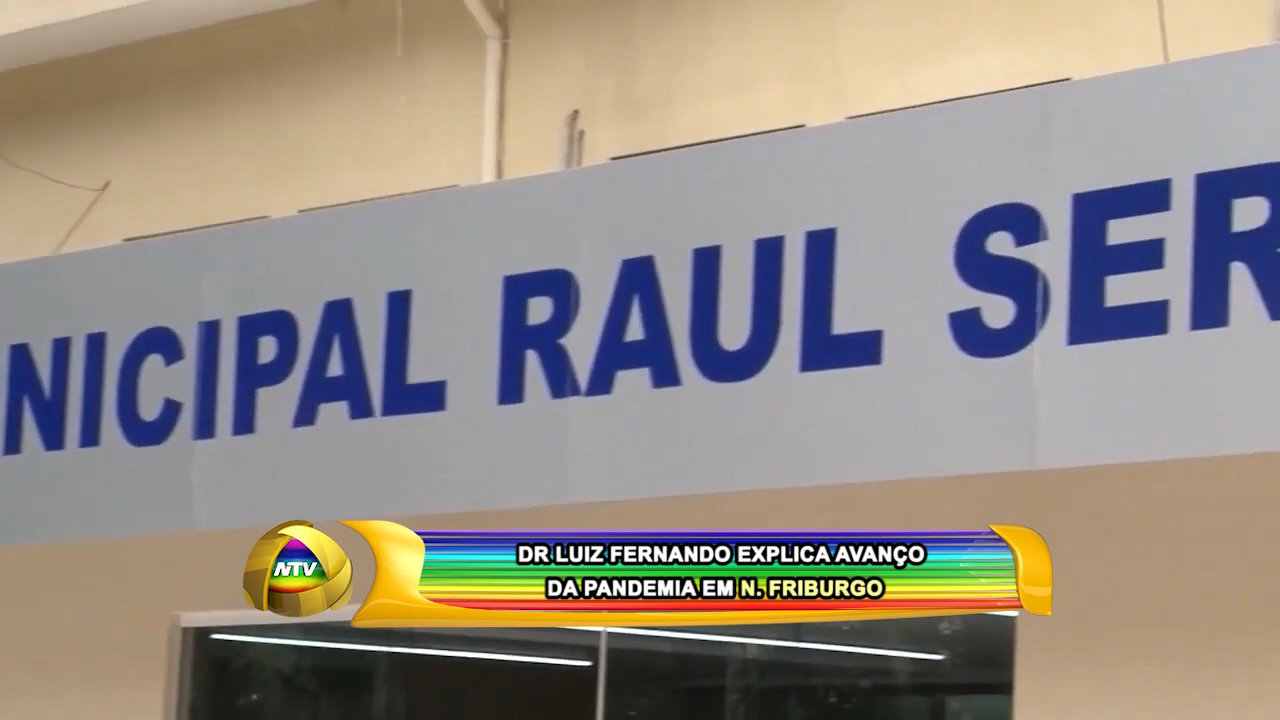 NICIPAL RAUL SER
NTV
DR LUIZ FERNANDO EXPLICA AVANÇO
DA PANDEMIA EM N. FRIBURGO